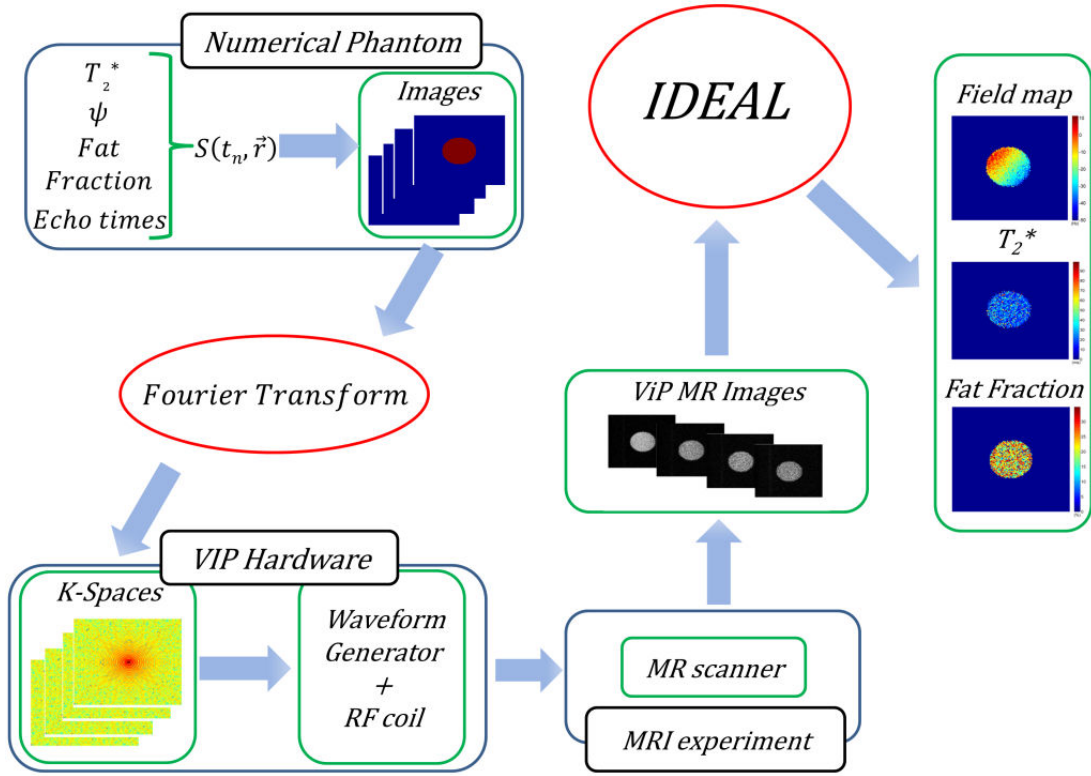 Numerical Phantom
T₂*
ψ
Fat
Fraction
Echo times
S(tₙ, r⃗)
Images
Fourier Transform
VIP Hardware
K-Spaces
Waveform
Generator
+
RF coil
MR scanner
MRI experiment
ViP MR Images
IDEAL
Field map
T₂*
Fat Fraction